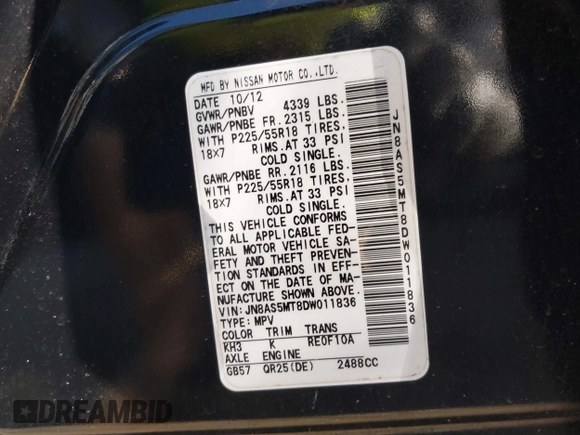 MFD BY NISSAN MOTOR CO.,LTD.
DATE 10/12
GVWR/PNBV 4339 LBS.
GAWR/PNBE FR. 2315 LBS.
WITH P225/55R18 TIRES,
18X7 RIMS.AT 33 PSI
COLD SINGLE.
GAWR/PNBE RR. 2116 LBS.
WITH P225/55R18 TIRES,
18X7 RIMS.AT 33 PSI
COLD SINGLE.
THIS VEHICLE CONFORMS
TO ALL APPLICABLE FED-
ERAL MOTOR VEHICLE SA-
FETY AND THEFT PREVEN-
TION STANDARDS IN EFF-
ECT ON THE DATE OF MA-
NUFACTURE SHOWN ABOVE.
VIN:JN8AS5MT8DW011836
TYPE:MPV
COLOR TRIM TRANS
KH3 K RE0F10A
AXLE ENGINE
GB57 QR25(DE) 2488CC
JN8AS5MT8DW011836
DREAMBID